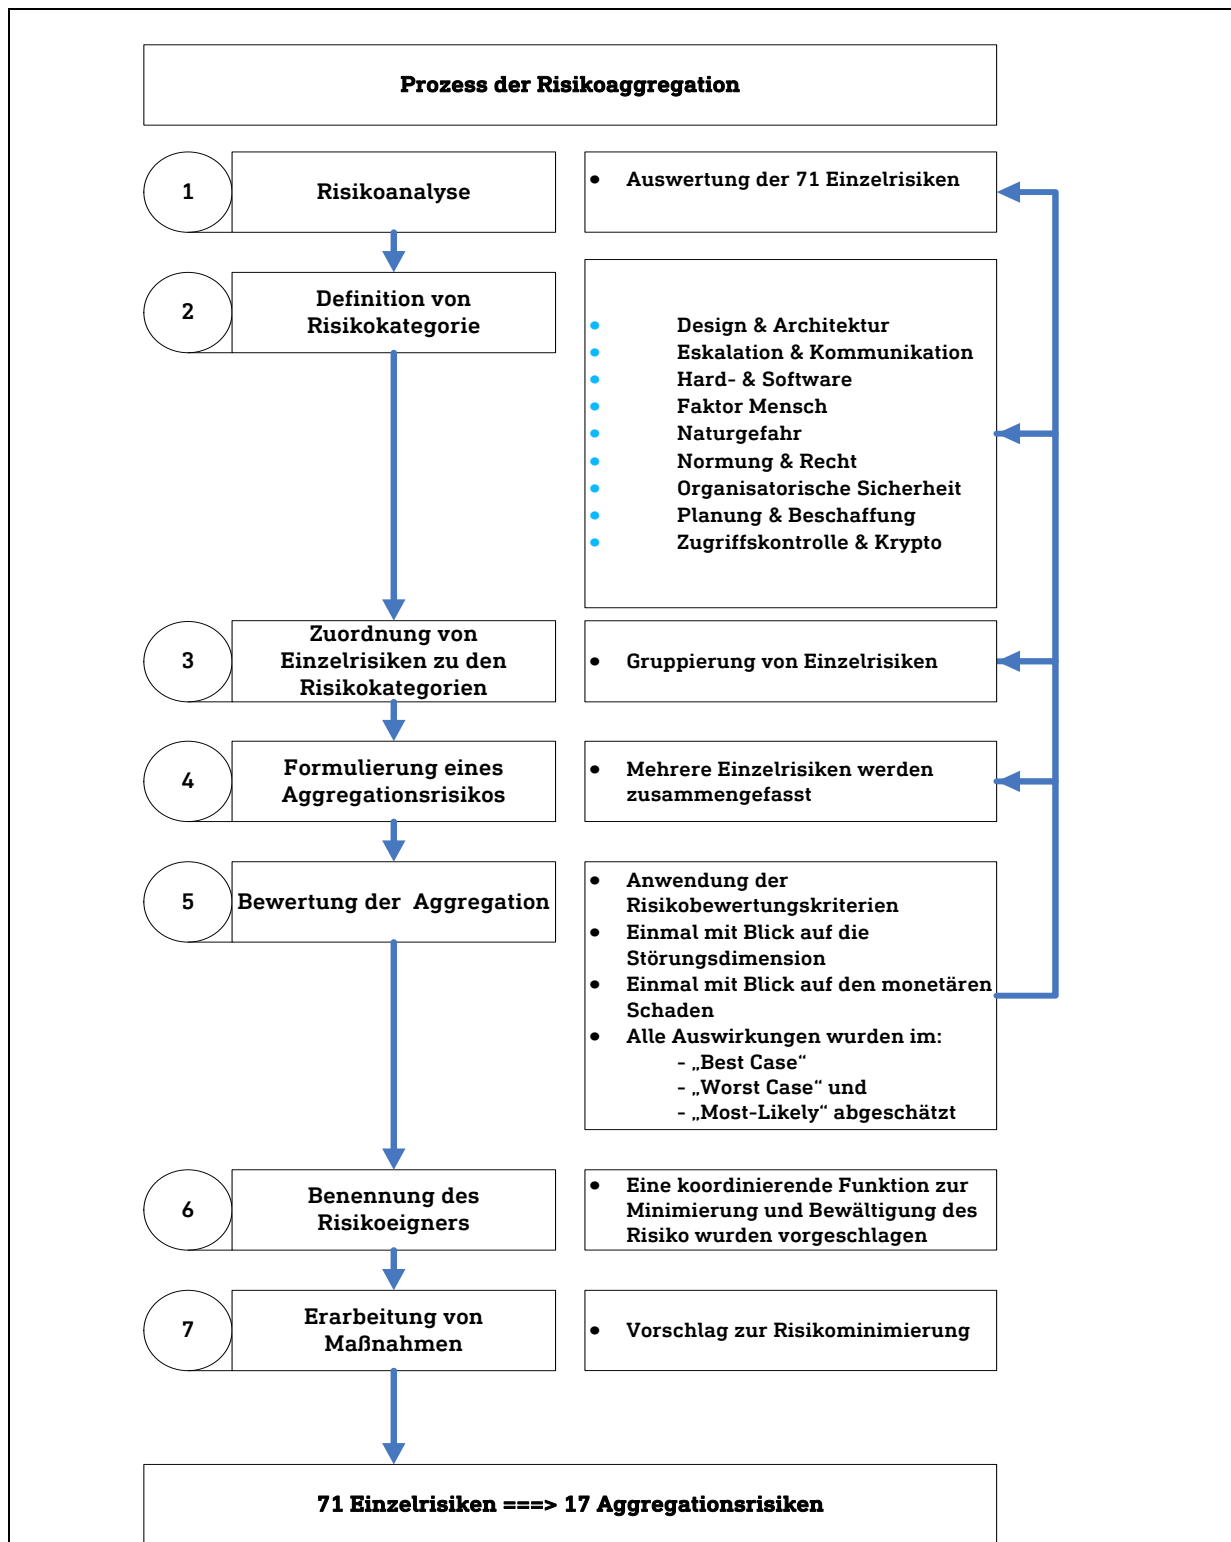 Prozess der Risikoaggregation
1
Risikoanalyse
• Auswertung der 71 Einzelrisiken
2
Definition von
Risikokategorie
• Design & Architektur
• Eskalation & Kommunikation
• Hard- & Software
• Faktor Mensch
• Naturgefahr
• Normung & Recht
• Organisatorische Sicherheit
• Planung & Beschaffung
• Zugriffskontrolle & Krypto
3
Zuordnung von
Einzelrisiken zu den
Risikokategorien
• Gruppierung von Einzelrisiken
4
Formulierung eines
Aggregationsrisikos
• Mehrere Einzelrisiken werden
zusammengefasst
5
Bewertung der Aggregation
• Anwendung der
Risikobewertungskriterien
• Einmal mit Blick auf die
Störungsdimension
• Einmal mit Blick auf den monetären
Schaden
• Alle Auswirkungen wurden im:
- „Best Case“
- „Worst Case“ und
- „Most-Likely“ abgeschätzt
6
Benennung des
Risikoeigners
• Eine koordinierende Funktion zur
Minimierung und Bewältigung des
Risiko wurden vorgeschlagen
7
Erarbeitung von
Maßnahmen
• Vorschlag zur Risikominimierung
71 Einzelrisiken ===> 17 Aggregationsrisiken